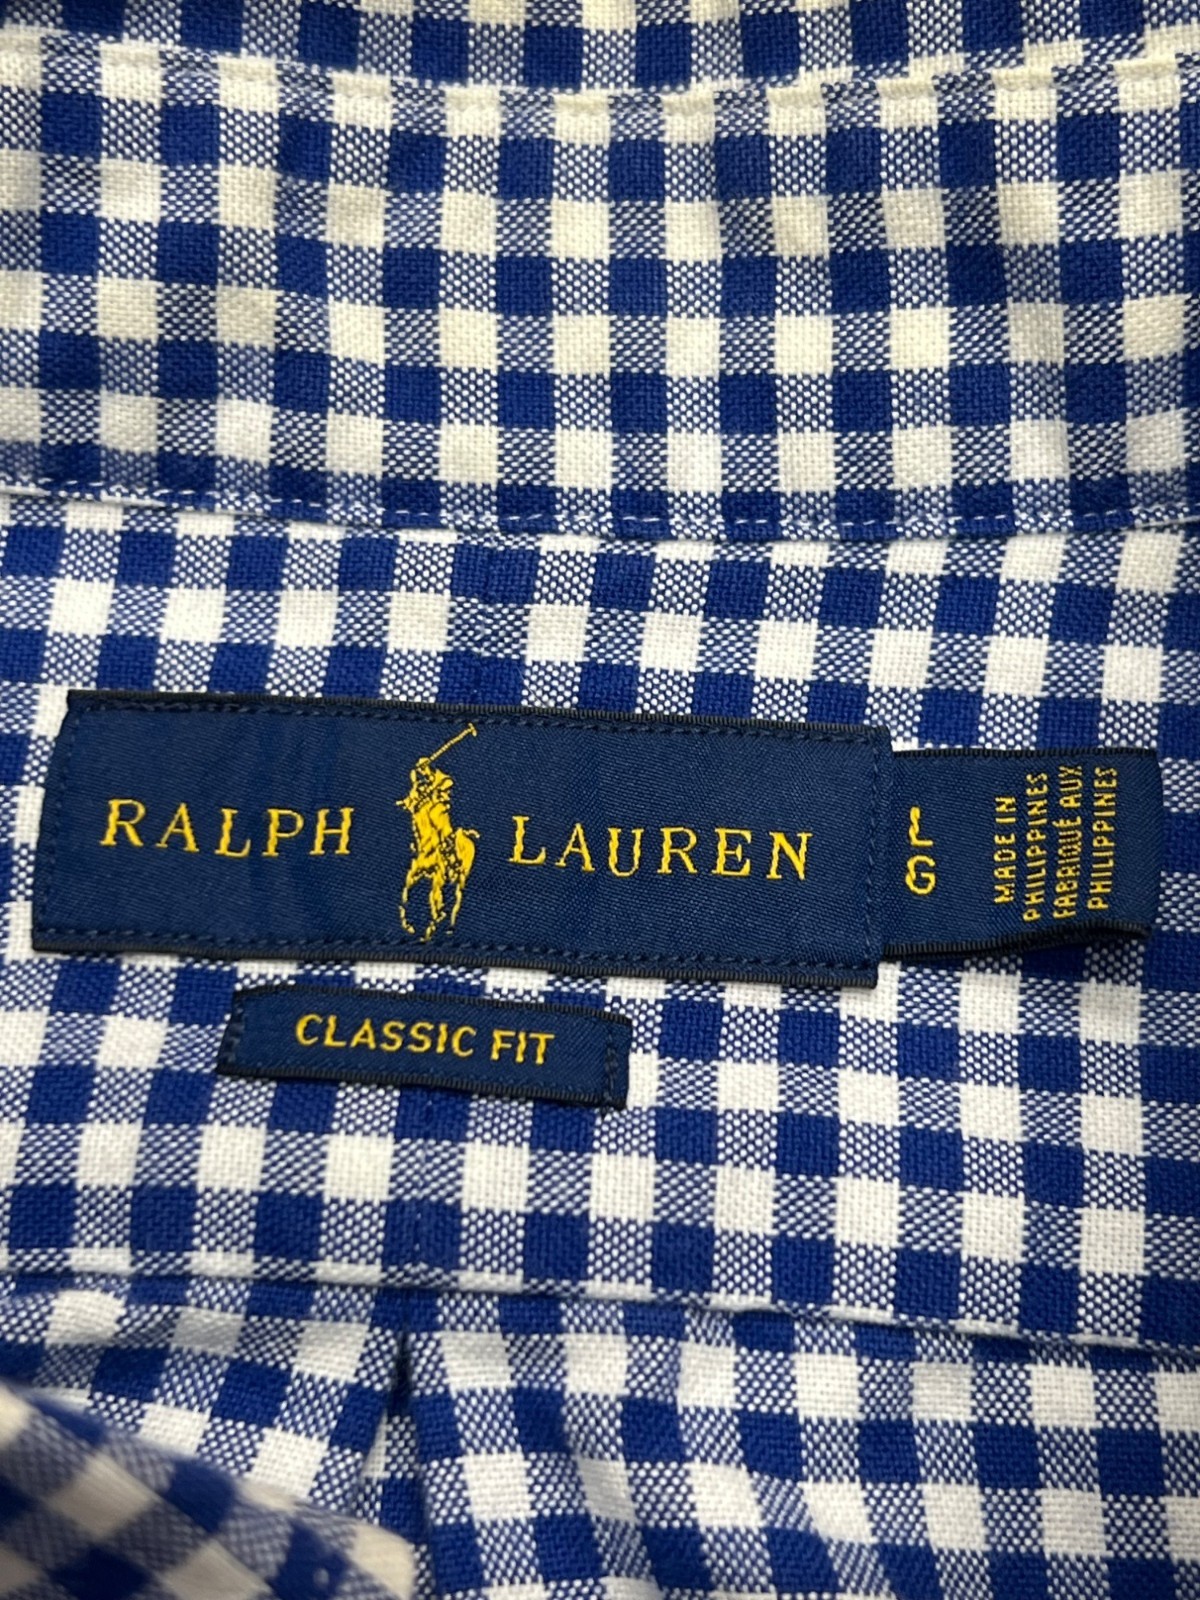 RALPH LAUREN
L
G
MADE IN
PHILIPPINES
FABRIQUÉ AUX
PHILIPPINES
CLASSIC FIT